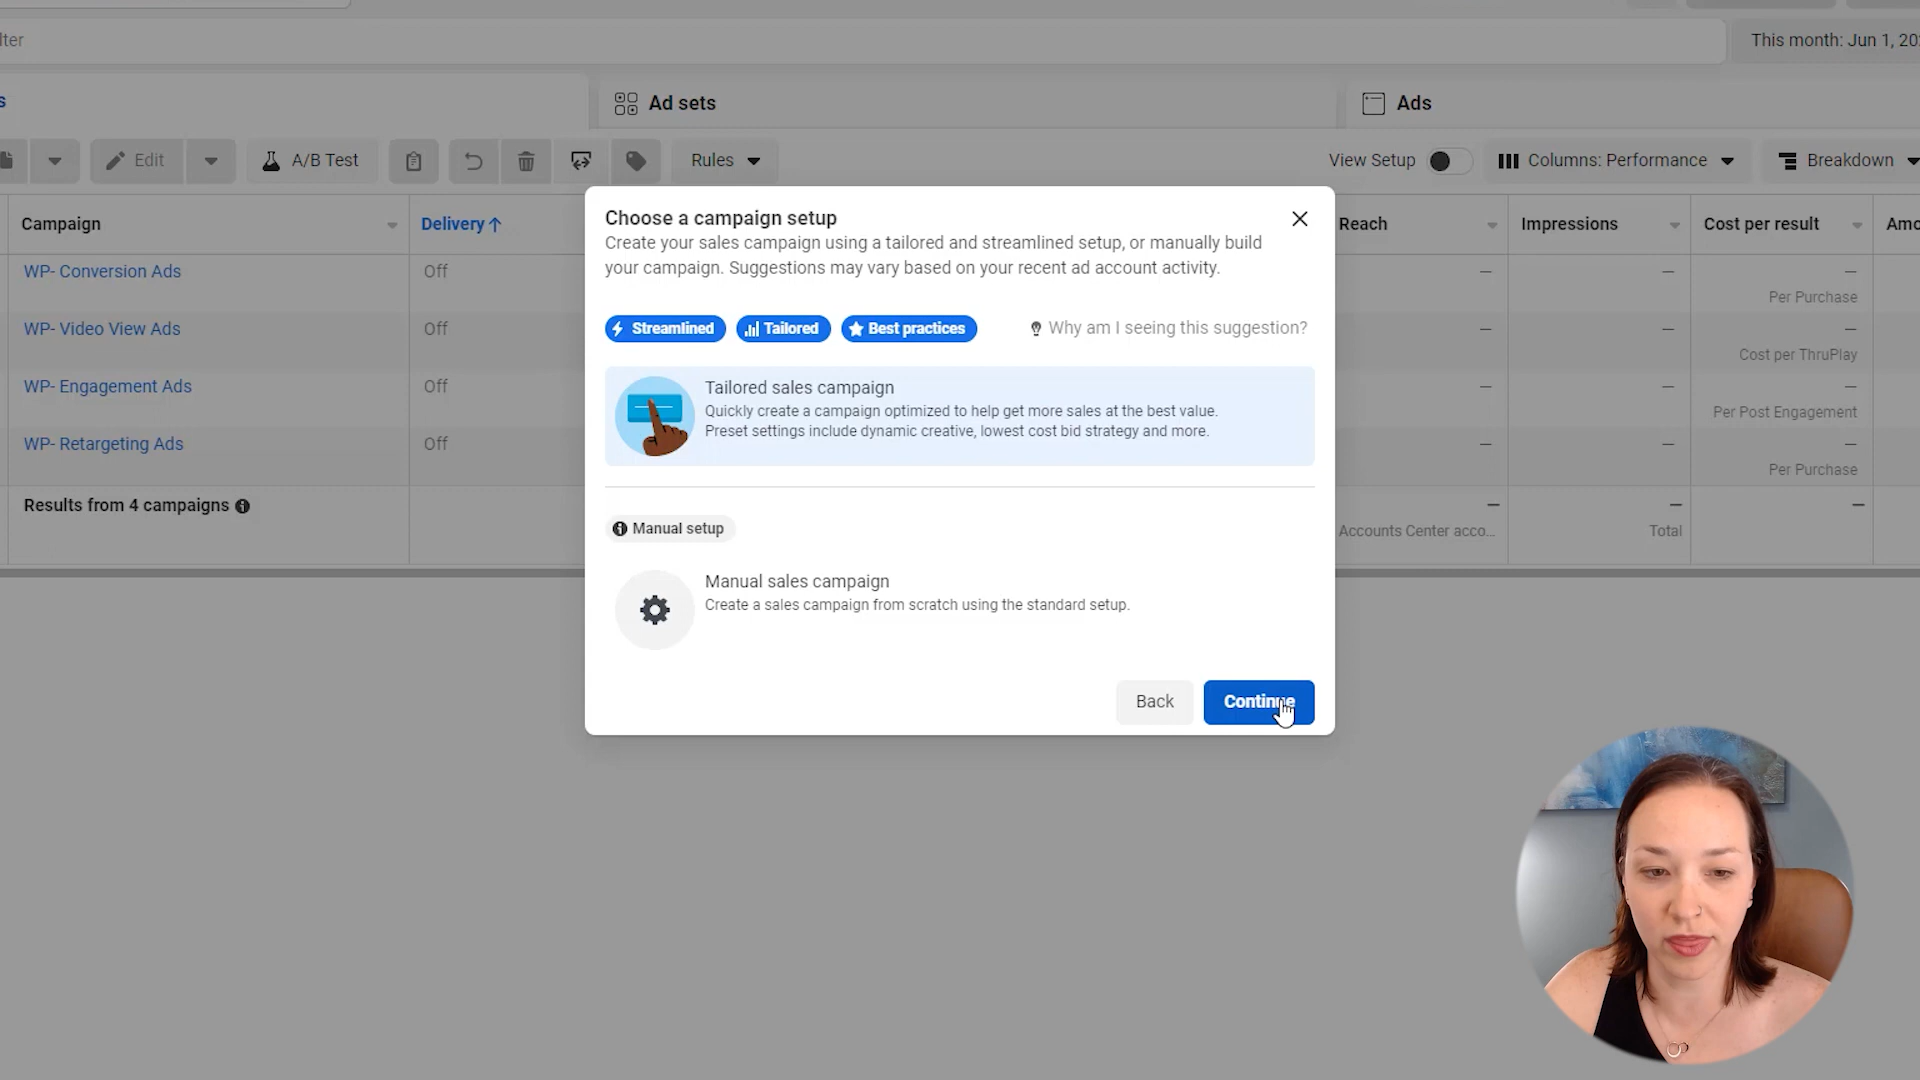 lter
This month: Jun 1, 20
s
Ad sets
Ads
Edit
A/B Test
Rules
View Setup
Columns: Performance
Breakdown
Campaign
Delivery↑
Reach
Impressions
Cost per result
Amo
WP- Conversion Ads
Off
—
—
—
Per Purchase
WP- Video View Ads
Off
—
—
—
Cost per ThruPlay
WP- Engagement Ads
Off
—
—
—
Per Post Engagement
WP- Retargeting Ads
Off
—
—
—
Per Purchase
Results from 4 campaigns
—
—
—
Accounts Center acco...
Total
Choose a campaign setup
Create your sales campaign using a tailored and streamlined setup, or manually build
your campaign. Suggestions may vary based on your recent ad account activity.
Streamlined
Tailored
Best practices
Why am I seeing this suggestion?
Tailored sales campaign
Quickly create a campaign optimized to help get more sales at the best value.
Preset settings include dynamic creative, lowest cost bid strategy and more.
Manual setup
Manual sales campaign
Create a sales campaign from scratch using the standard setup.
Back
Continue